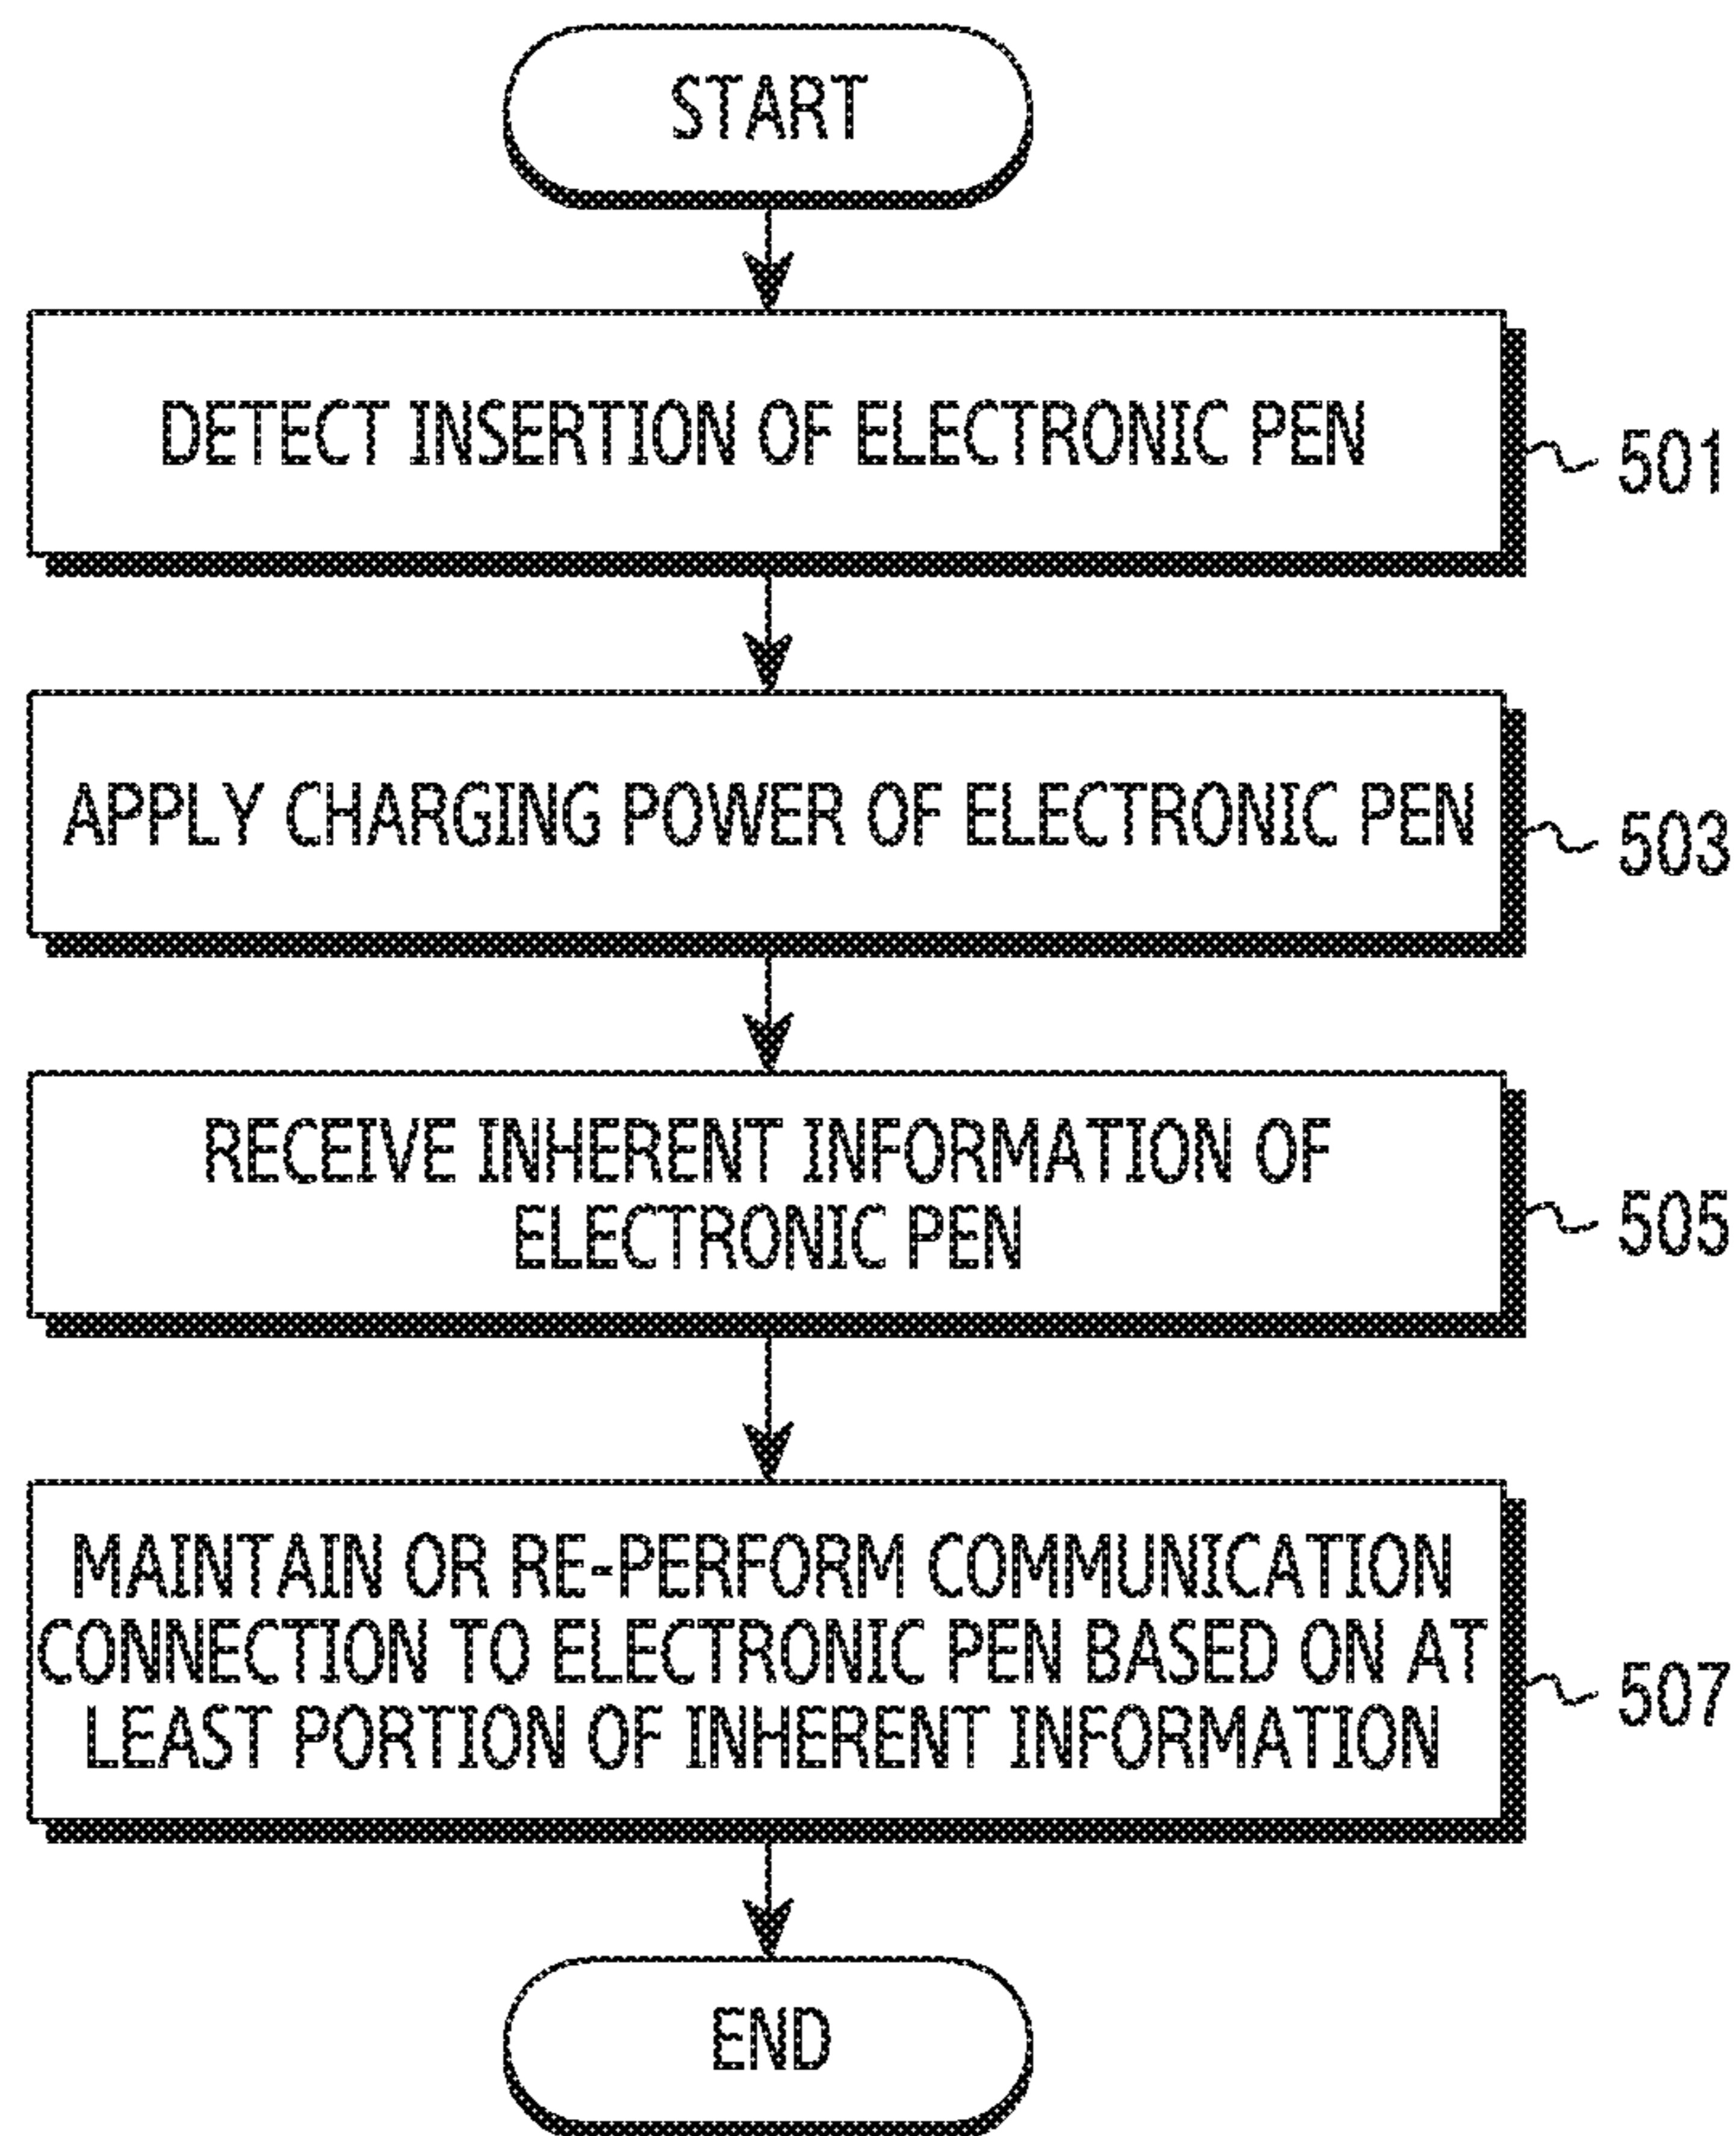 START
DETECT INSERTION OF ELECTRONIC PEN
501
APPLY CHARGING POWER OF ELECTRONIC PEN
503
RECEIVE INHERENT INFORMATION OF
ELECTRONIC PEN
505
MAINTAIN OR RE-PERFORM COMMUNICATION
CONNECTION TO ELECTRONIC PEN BASED ON AT
LEAST PORTION OF INHERENT INFORMATION
507
END